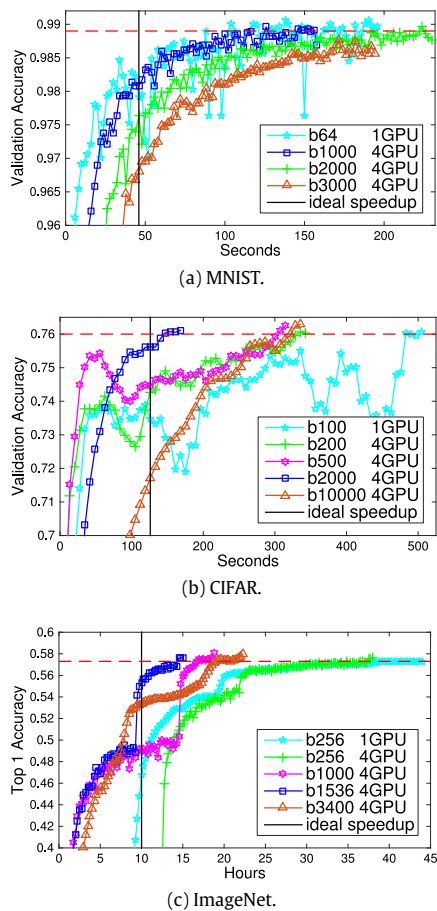 0.99
0.985
0.98
0.975
0.97
0.965
0.96
Validation Accuracy
b64 1GPU
b1000 4GPU
b2000 4GPU
b3000 4GPU
ideal speedup
0 50 100 150 200
Seconds
(a) MNIST.
0.76
0.75
0.74
0.73
0.72
0.71
0.7
Validation Accuracy
b100 1GPU
b200 4GPU
b500 4GPU
b2000 4GPU
b10000 4GPU
ideal speedup
0 100 200 300 400 500
Seconds
(b) CIFAR.
0.6
0.58
0.56
0.54
0.52
0.5
0.48
0.46
0.44
0.42
0.4
Top 1 Accuracy
b256 1GPU
b256 4GPU
b1000 4GPU
b1536 4GPU
b3400 4GPU
ideal speedup
0 5 10 15 20 25 30 35 40 45
Hours
(c) ImageNet.